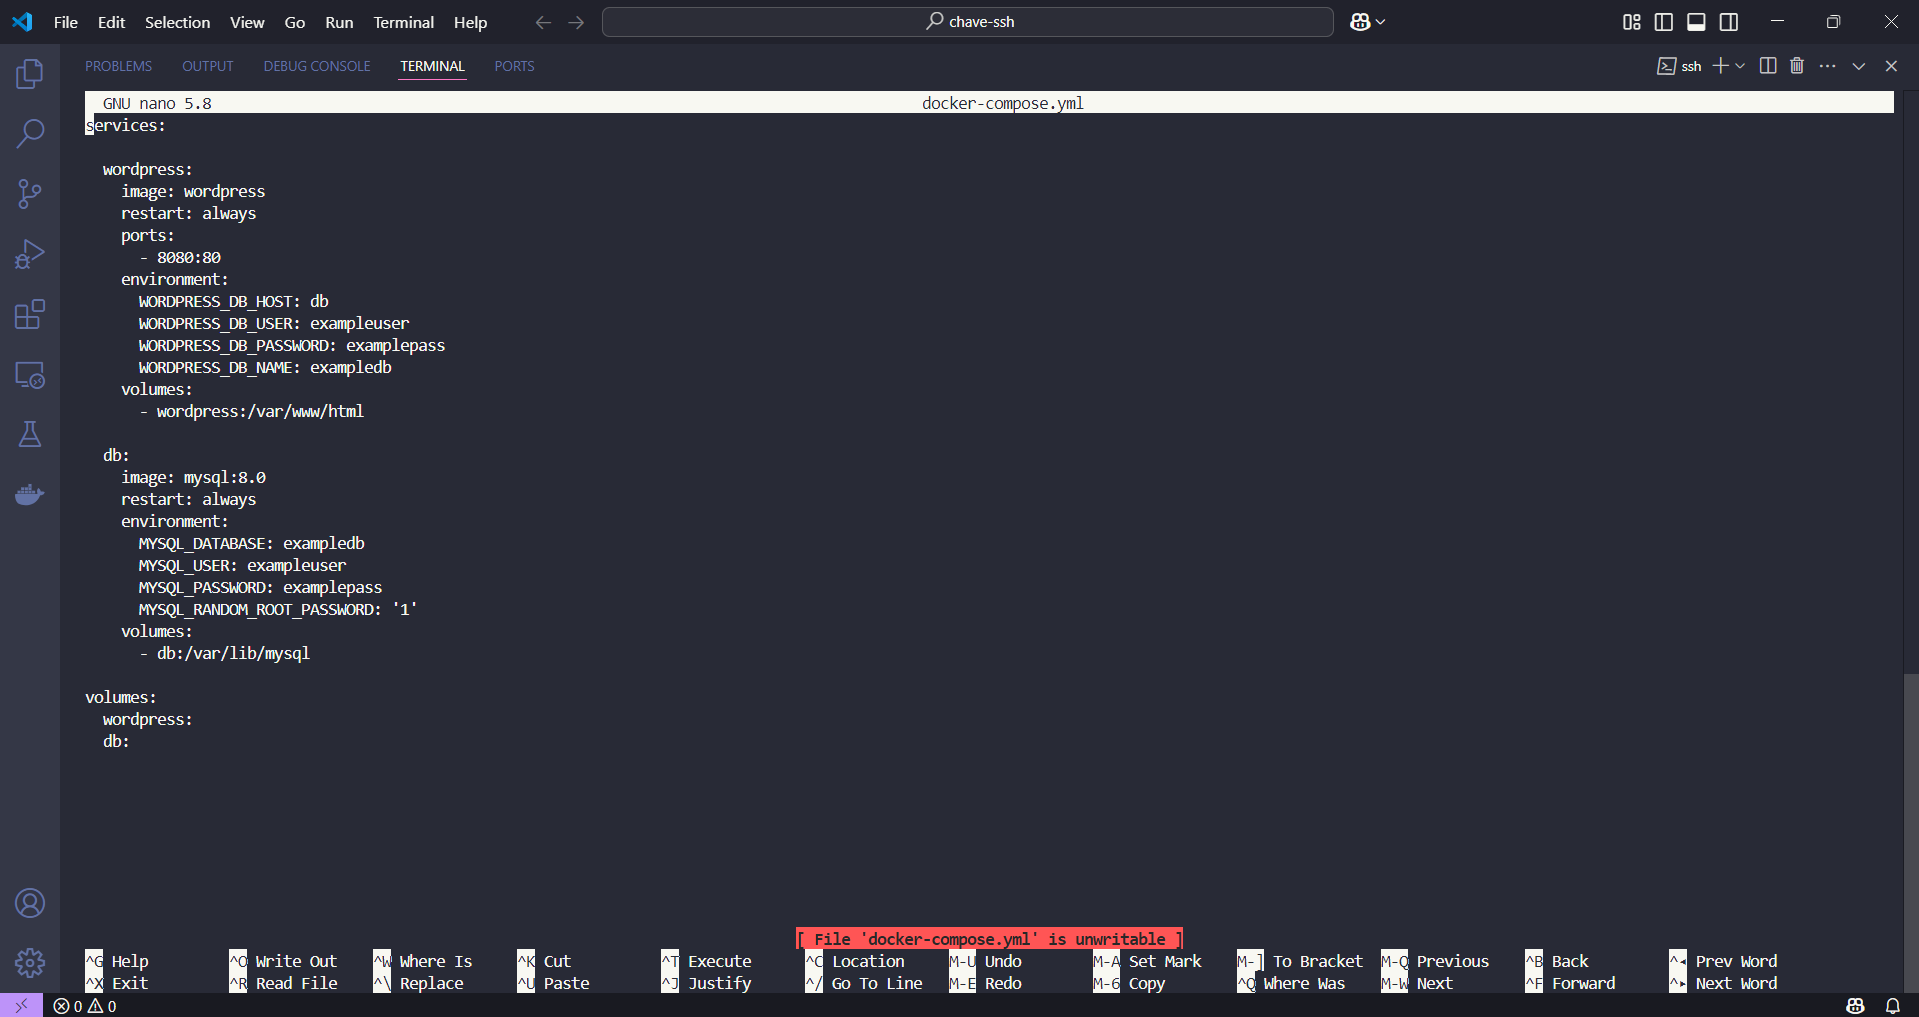 File Edit Selection View Go Run Terminal Help chave-ssh
PROBLEMS OUTPUT DEBUG CONSOLE TERMINAL PORTS ssh
GNU nano 5.8 docker-compose.yml
services:
wordpress:
image: wordpress
restart: always
ports:
- 8080:80
environment:
WORDPRESS_DB_HOST: db
WORDPRESS_DB_USER: exampleuser
WORDPRESS_DB_PASSWORD: examplepass
WORDPRESS_DB_NAME: exampledb
volumes:
- wordpress:/var/www/html
db:
image: mysql:8.0
restart: always
environment:
MYSQL_DATABASE: exampledb
MYSQL_USER: exampleuser
MYSQL_PASSWORD: examplepass
MYSQL_RANDOM_ROOT_PASSWORD: '1'
volumes:
- db:/var/lib/mysql
volumes:
wordpress:
db:
[ File 'docker-compose.yml' is unwritable ]
^G Help ^O Write Out ^W Where Is ^K Cut ^T Execute ^C Location M-U Undo M-A Set Mark M-] To Bracket M-Q Previous ^B Back ^◂ Prev Word
^X Exit ^R Read File ^\ Replace ^U Paste ^J Justify ^/ Go To Line M-E Redo M-6 Copy ^Q Where Was M-W Next ^F Forward ^▸ Next Word
0 0